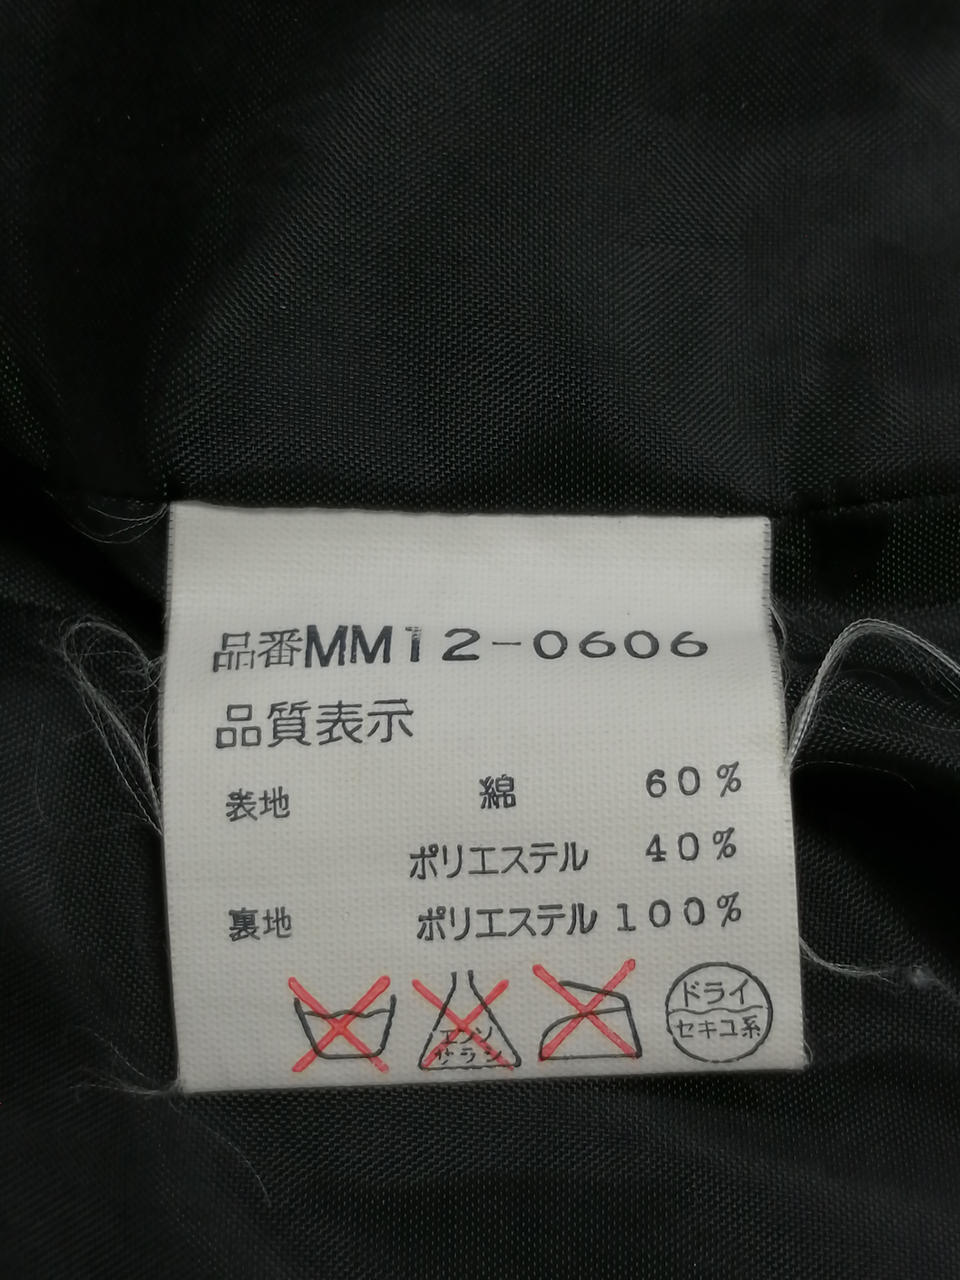 品番MM12-0606
品質表示
表地 綿 60%
ポリエステル 40%
裏地 ポリエステル 100%
エンソ
サラシ
ドライ
セキユ系